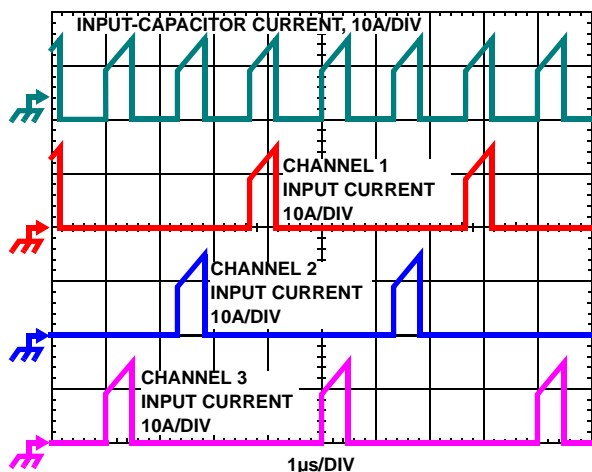 INPUT-CAPACITOR CURRENT, 10A/DIV
CHANNEL 1
INPUT CURRENT
10A/DIV
CHANNEL 2
INPUT CURRENT
10A/DIV
CHANNEL 3
INPUT CURRENT
10A/DIV
1µs/DIV